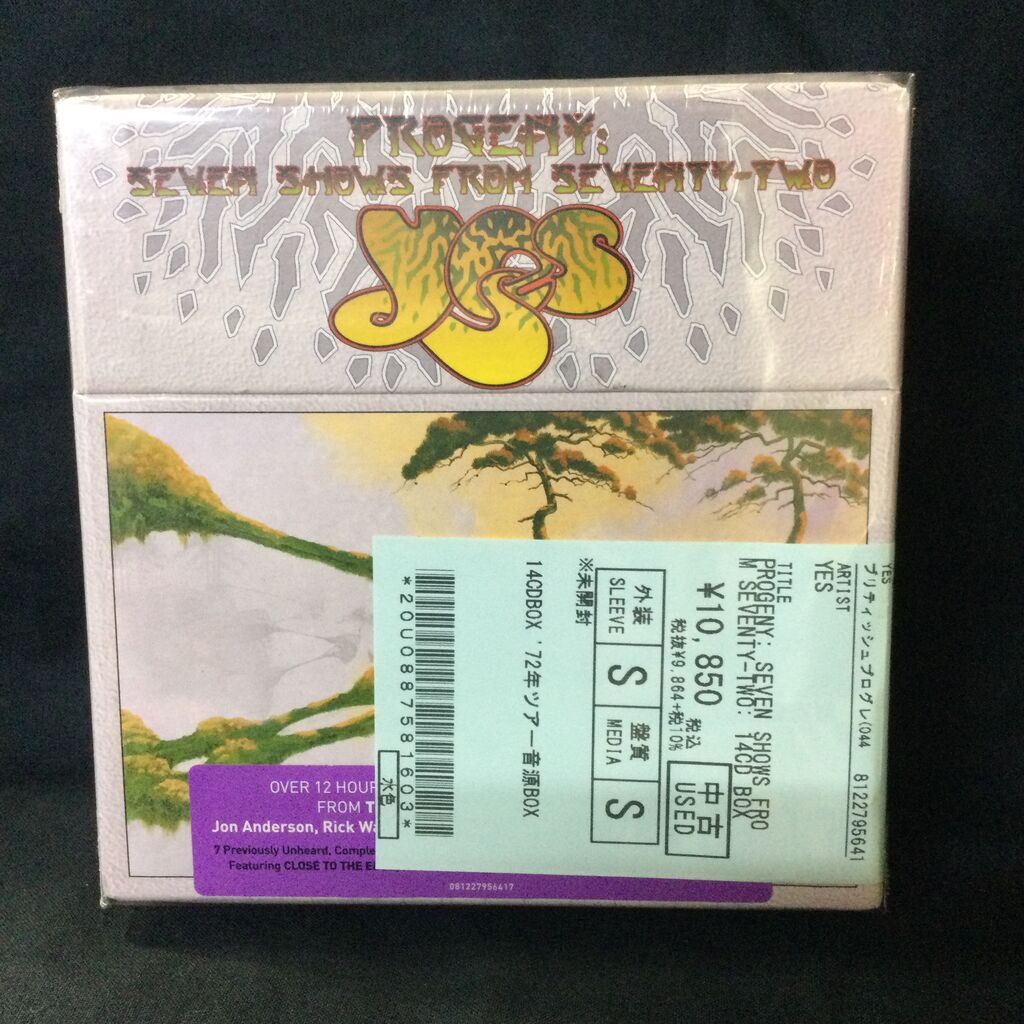 PROGENY:
SEVEN SHOWS FROM SEVENTY-TWO
YES
YES
ブリティッシュプログレ(044 8122795641
ARTIST
YES
TITLE
PROGENY: SEVEN SHOWS FRO
M SEVENTY-TWO: 14CD BOX
¥10,850 税込
税抜¥9,864+税10%
中古
USED
外装
SLEEVE
S
盤質
MEDIA
S
※未開封
14CDBOX '72年ツアー音源BOX
*20U0887581603*
水色
OVER 12 HOUR
FROM T
Jon Anderson, Rick Wa
7 Previously Unheard, Comple
Featuring CLOSE TO THE E
081227956417